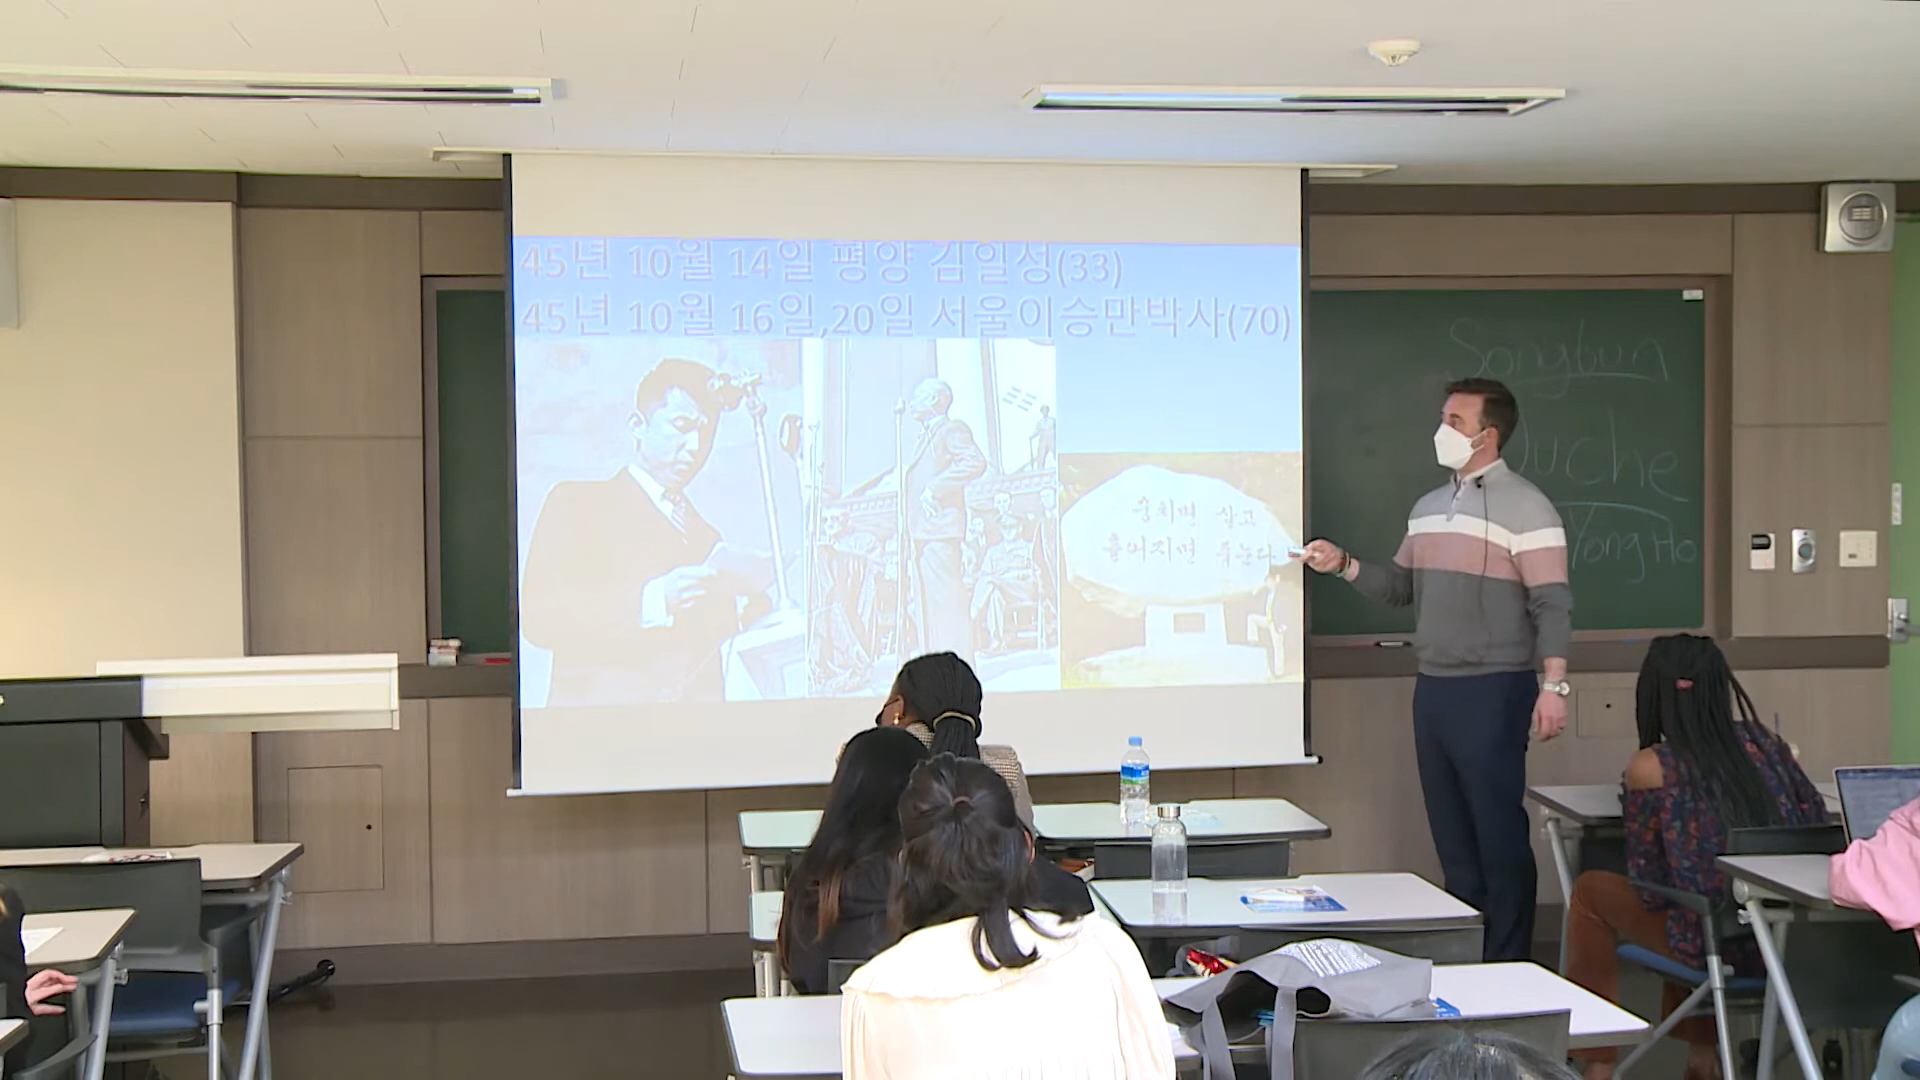 45년 10월 14일 평양 김일성(33)
45년 10월 16일,20일 서울이승만박사(70)
뭉치면 살고
흩어지면 죽는다
Songbun
Juche
Yong Ho